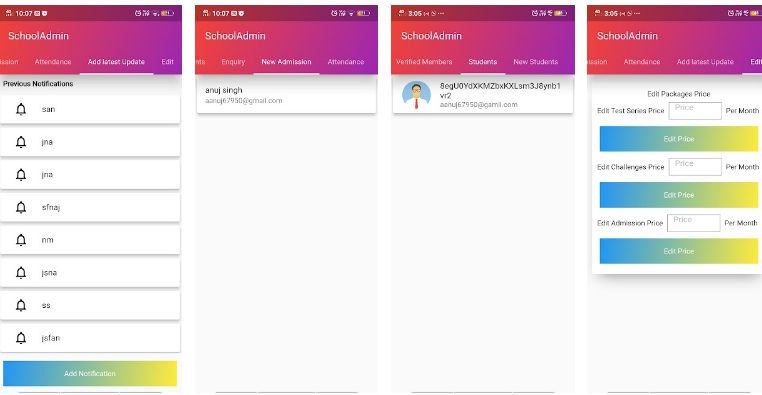 10:07
SchoolAdmin
ission Attendance Add latest Update Edit
Previous Notifications
san
jna
jna
sfnaj
nm
jsna
ss
jsfan
Add Notification
10:07
SchoolAdmin
nts Enquiry New Admission Attendance
anuj singh
aanuj67950@gmail.com
3:05
SchoolAdmin
Verified Members Students New Students
8egU0YdXKMZbxKXLsm3J8ynb1
vr2
aenuj67950@gamil.com
3:05
SchoolAdmin
ission Attendance Add latest Update Edit
Edit Packages Price
Edit Test Series Price Price Per Month
Edit Price
Edit Challenges Price Price Per Month
Edit Price
Edit Admission Price Price Per Month
Edit Price